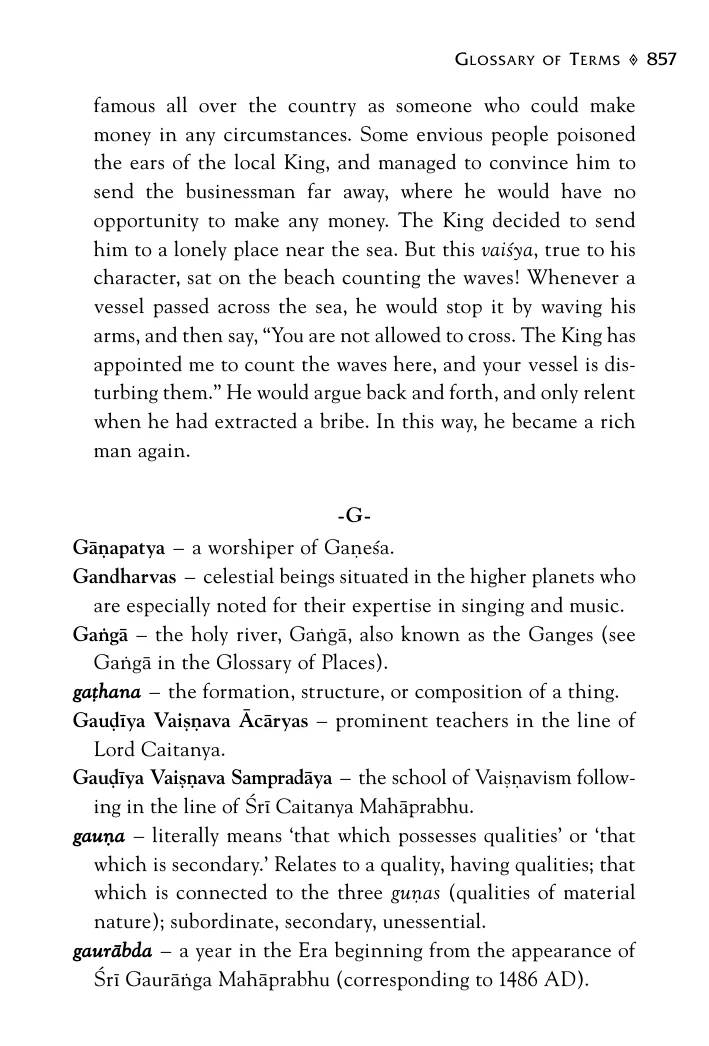 GLOSSARY OF TERMS ◊ 857
famous all over the country as someone who could make
money in any circumstances. Some envious people poisoned
the ears of the local King, and managed to convince him to
send the businessman far away, where he would have no
opportunity to make any money. The King decided to send
him to a lonely place near the sea. But this vaiśya, true to his
character, sat on the beach counting the waves! Whenever a
vessel passed across the sea, he would stop it by waving his
arms, and then say, “You are not allowed to cross. The King has
appointed me to count the waves here, and your vessel is dis-
turbing them.” He would argue back and forth, and only relent
when he had extracted a bribe. In this way, he became a rich
man again.
-G-
Gāṇapatya – a worshiper of Gaṇeśa.
Gandharvas – celestial beings situated in the higher planets who
are especially noted for their expertise in singing and music.
Gaṅgā – the holy river, Gaṅgā, also known as the Ganges (see
Gaṅgā in the Glossary of Places).
gaṭhana – the formation, structure, or composition of a thing.
Gauḍīya Vaiṣṇava Ācāryas – prominent teachers in the line of
Lord Caitanya.
Gauḍīya Vaiṣṇava Sampradāya – the school of Vaiṣṇavism follow-
ing in the line of Śrī Caitanya Mahāprabhu.
gauṇa – literally means ‘that which possesses qualities’ or ‘that
which is secondary.’ Relates to a quality, having qualities; that
which is connected to the three guṇas (qualities of material
nature); subordinate, secondary, unessential.
gaurābda – a year in the Era beginning from the appearance of
Śrī Gaurāṅga Mahāprabhu (corresponding to 1486 AD).